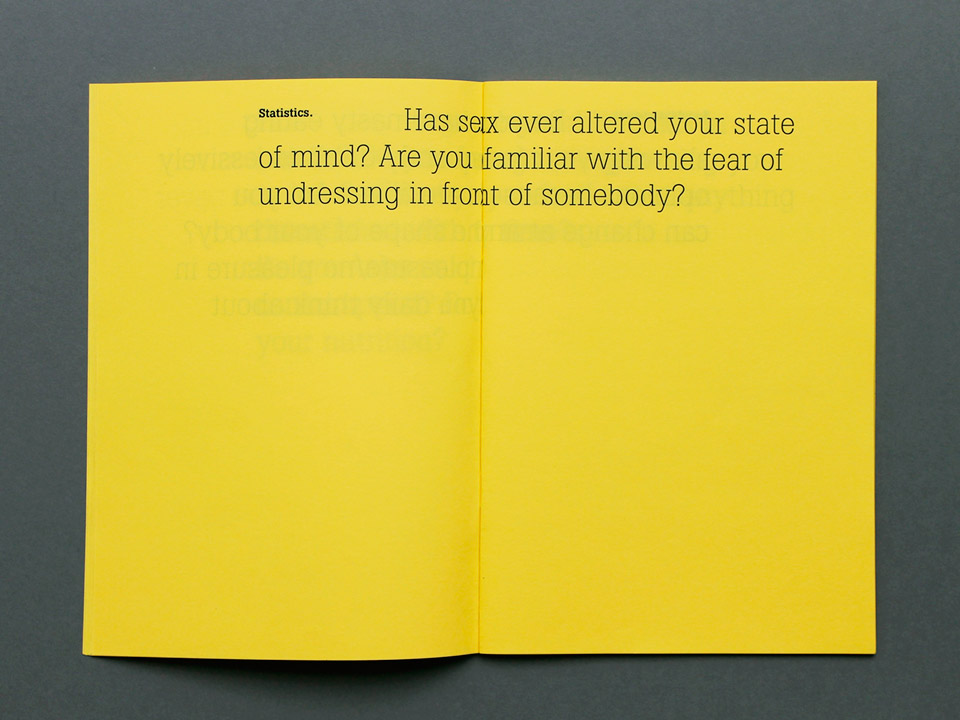 Statistics. Has sex ever altered your state
of mind? Are you familiar with the fear of
undressing in front of somebody?